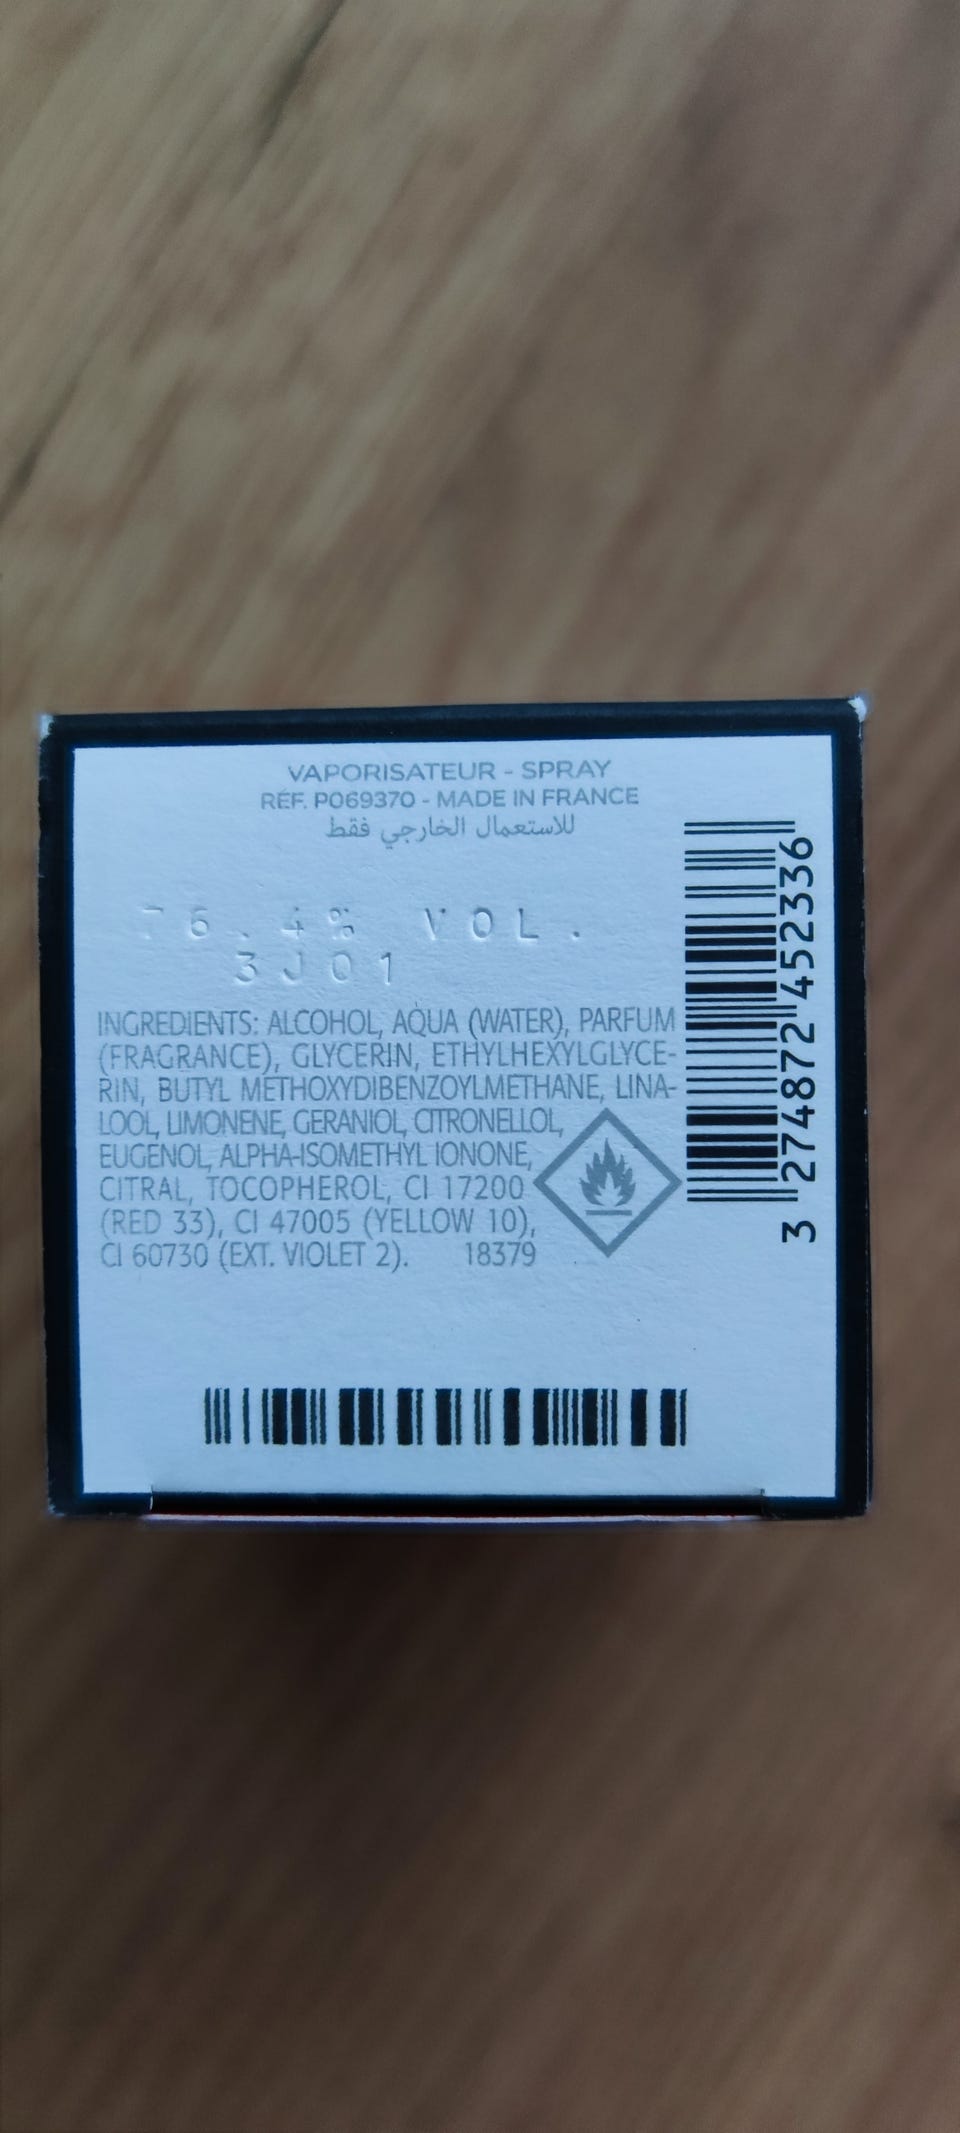 VAPORISATEUR - SPRAY
RÉF. P069370 - MADE IN FRANCE
للاستعمال الخارجي فقط
76.4% VOL.
3J01
INGREDIENTS: ALCOHOL, AQUA (WATER), PARFUM
(FRAGRANCE), GLYCERIN, ETHYLHEXYLGLYCE-
RIN, BUTYL METHOXYDIBENZOYLMETHANE, LINA-
LOOL, LIMONENE, GERANIOL, CITRONELLOL,
EUGENOL, ALPHA-ISOMETHYL IONONE,
CITRAL, TOCOPHEROL, CI 17200
(RED 33), CI 47005 (YELLOW 10),
CI 60730 (EXT. VIOLET 2). 18379
3 274872 452336